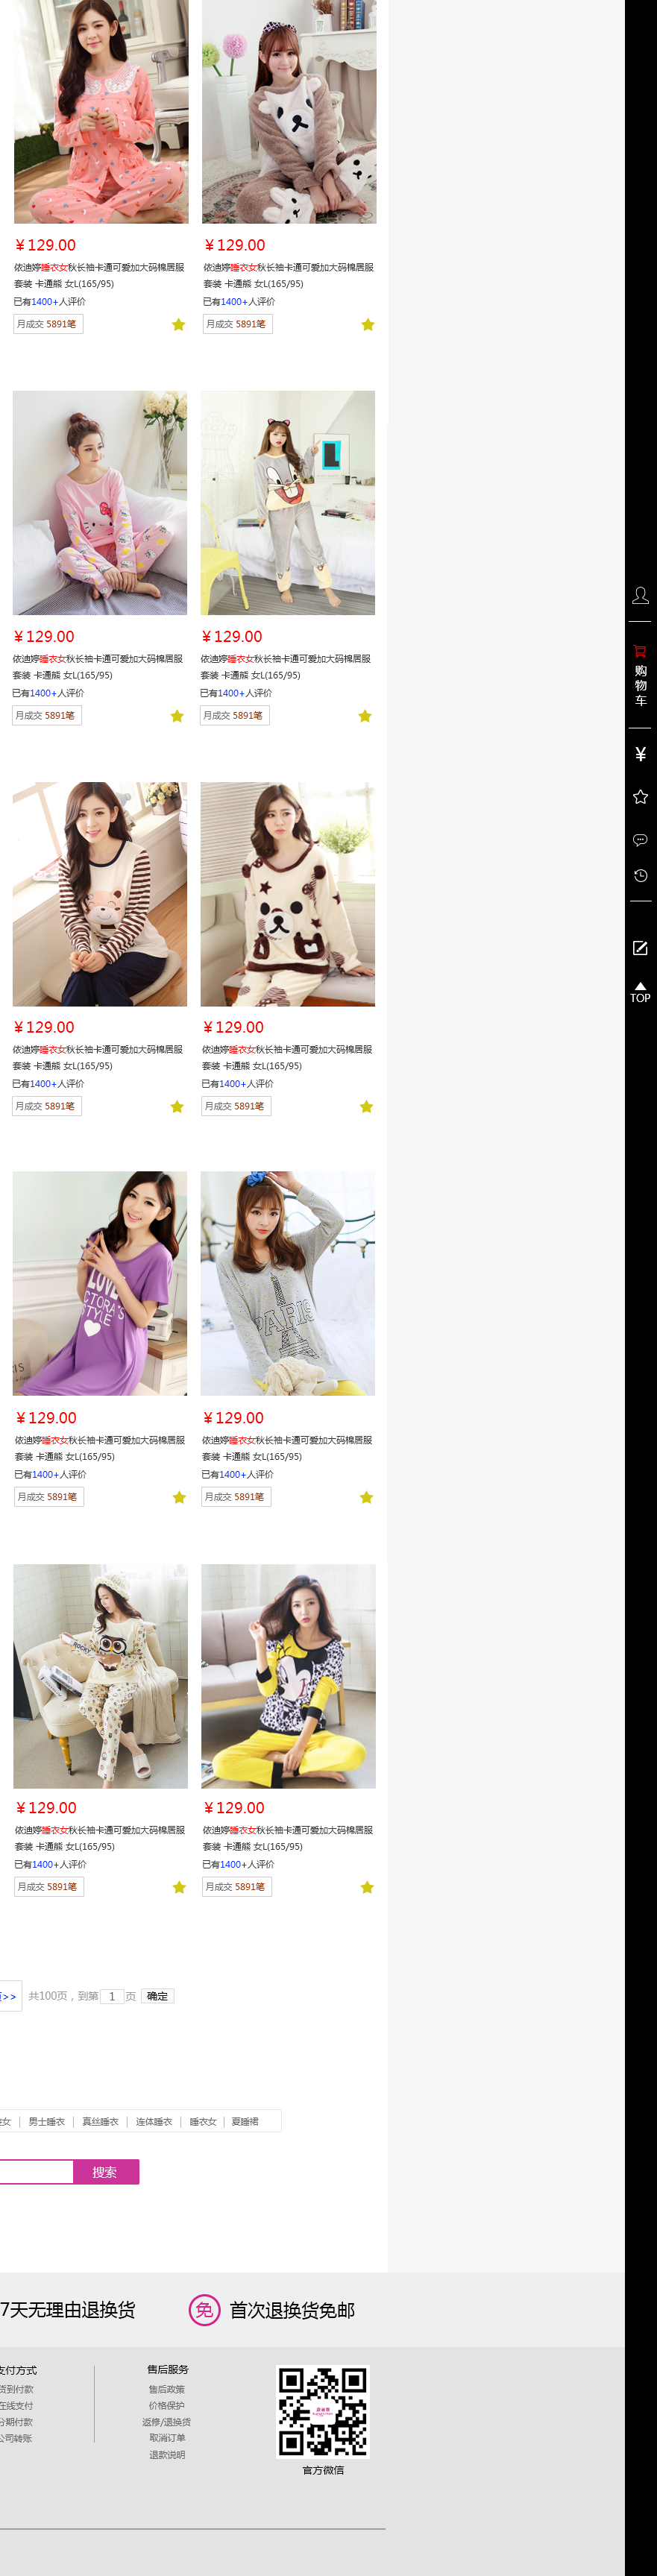 ￥129.00
￥129.00
依迪婷睡衣女秋长袖卡通可爱加大码棉居服
套装 卡通熊 女L(165/95)
依迪婷睡衣女秋长袖卡通可爱加大码棉居服
套装 卡通熊 女L(165/95)
已有1400+人评价
已有1400+人评价
月成交 5891笔
月成交 5891笔
￥129.00
￥129.00
依迪婷睡衣女秋长袖卡通可爱加大码棉居服
套装 卡通熊 女L(165/95)
依迪婷睡衣女秋长袖卡通可爱加大码棉居服
套装 卡通熊 女L(165/95)
已有1400+人评价
已有1400+人评价
月成交 5891笔
月成交 5891笔
购
物
车
¥
TOP
￥129.00
￥129.00
依迪婷睡衣女秋长袖卡通可爱加大码棉居服
套装 卡通熊 女L(165/95)
依迪婷睡衣女秋长袖卡通可爱加大码棉居服
套装 卡通熊 女L(165/95)
已有1400+人评价
已有1400+人评价
月成交 5891笔
月成交 5891笔
LOVE
STYLE
PARIS
￥129.00
￥129.00
依迪婷睡衣女秋长袖卡通可爱加大码棉居服
套装 卡通熊 女L(165/95)
依迪婷睡衣女秋长袖卡通可爱加大码棉居服
套装 卡通熊 女L(165/95)
已有1400+人评价
已有1400+人评价
月成交 5891笔
月成交 5891笔
ROCKY
￥129.00
￥129.00
依迪婷睡衣女秋长袖卡通可爱加大码棉居服
套装 卡通熊 女L(165/95)
依迪婷睡衣女秋长袖卡通可爱加大码棉居服
套装 卡通熊 女L(165/95)
已有1400+人评价
已有1400+人评价
月成交 5891笔
月成交 5891笔
>> 共100页，到第 1 页 确定
女 | 男士睡衣 | 真丝睡衣 | 连体睡衣 | 睡衣女 | 夏睡裙
搜索
7天无理由退换货
免 首次退换货免邮
支付方式
货到付款
在线支付
分期付款
公司转账
售后服务
售后政策
价格保护
返修/退换货
取消订单
退款说明
官方微信